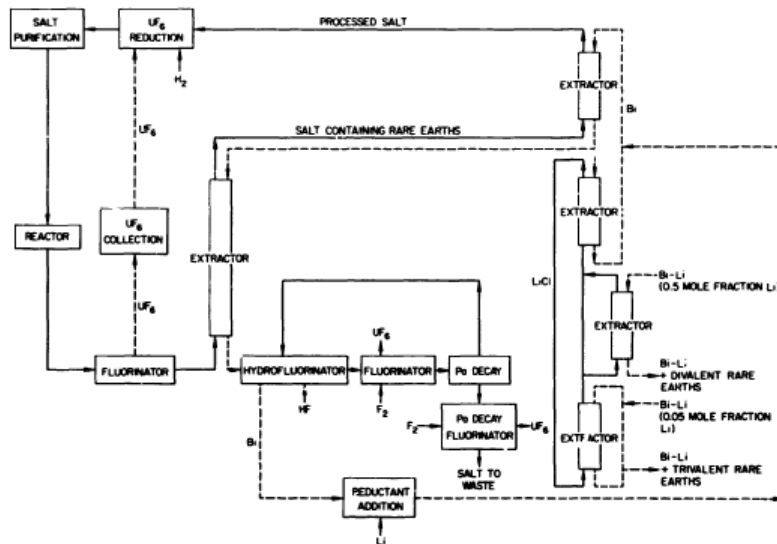 SALT
PURIFICATION
UF6
REDUCTION
H2
PROCESSED SALT
EXTRACTOR
Bi
SALT CONTAINING RARE EARTHS
UF6
REACTOR
UF6
COLLECTION
UF6
FLUORINATOR
EXTRACTOR
EXTRACTOR
LiCl
Bi-Li
(0.5 MOLE FRACTION Li)
EXTRACTOR
Bi-Li
+ DIVALENT RARE
EARTHS
Bi-Li
(0.05 MOLE FRACTION
Li)
EXTRACTOR
Bi-Li
+ TRIVALENT RARE
EARTHS
UF6
HYDROFLUORINATOR
FLUORINATOR
Pa DECAY
HF
F2
Bi
F2
Pa DECAY
FLUORINATOR
UF6
SALT TO
WASTE
REDUCTANT
ADDITION
Li